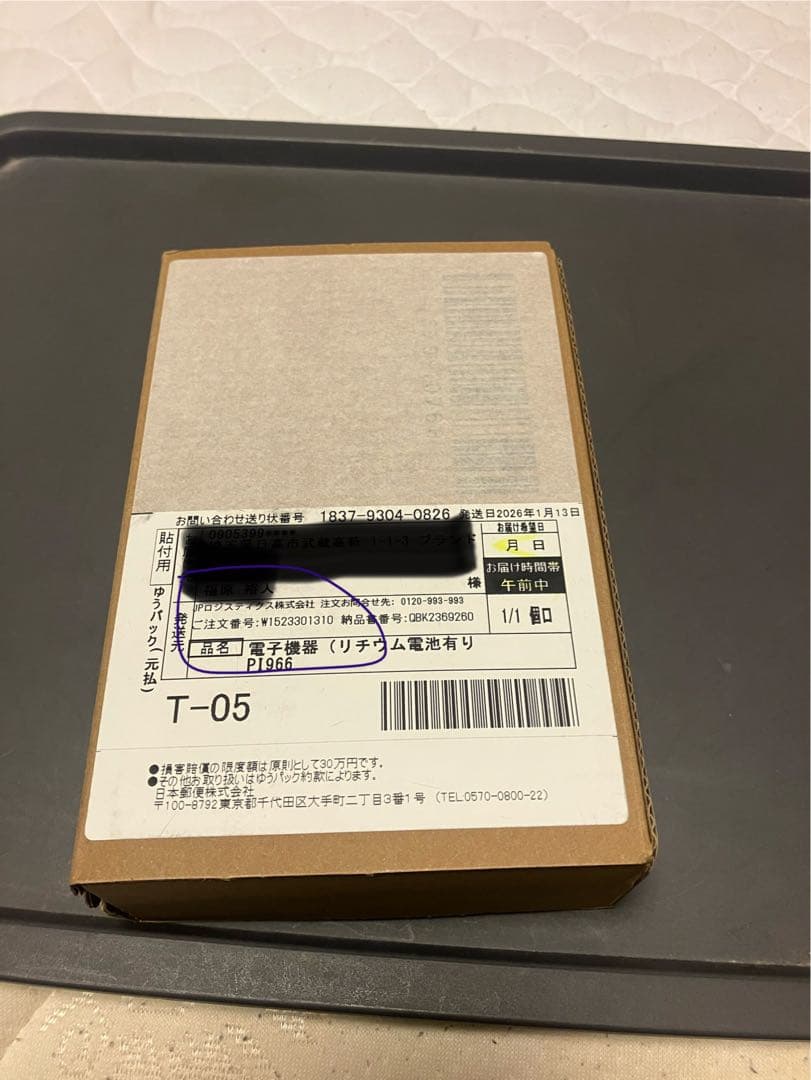 お問い合わせ送り状番号 1837-9304-0826 発送日2026年1月13日
貼付用
お届け希望日
月 日
お届け時間帯
午前中
様
ゆうパック(元払)
発送元
JPロジスティクス株式会社 注文お問合せ先: 0120-993-993
ご注文番号:W1523301310 納品書番号:QBK2369260
1/1 個口
品名 電子機器(リチウム電池有り
PI966
T-05
●損害賠償の限度額は原則として30万円です。
●その他お取り扱いはゆうパック約款によります。
日本郵便株式会社
〒100-8792東京都千代田区大手町二丁目3番1号 (TEL0570-0800-22)